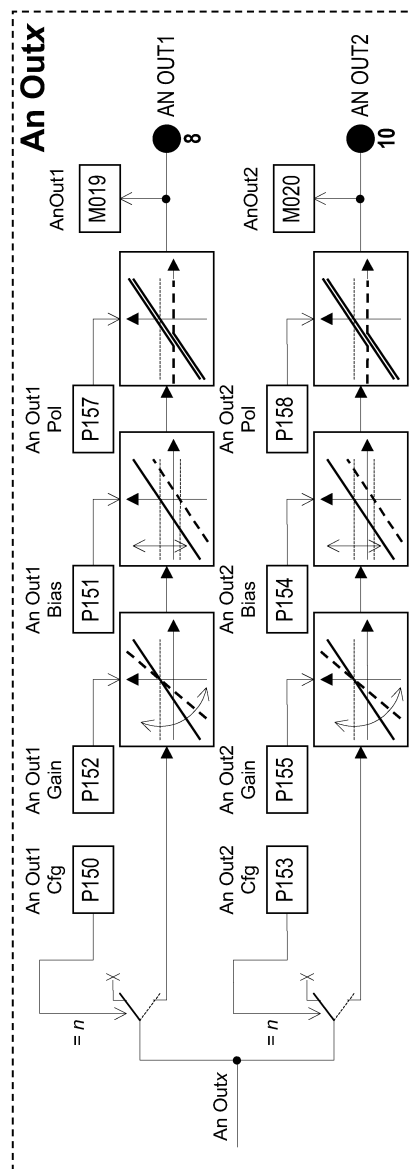 An Outx
An Outx
= n
An Out1
Cfg
P150
An Out1
Gain
P152
An Out1
Bias
P151
An Out1
Pol
P157
AnOut1
M019
AN OUT1
8
= n
An Out2
Cfg
P153
An Out2
Gain
P155
An Out2
Bias
P154
An Out2
Pol
P158
AnOut2
M020
AN OUT2
10